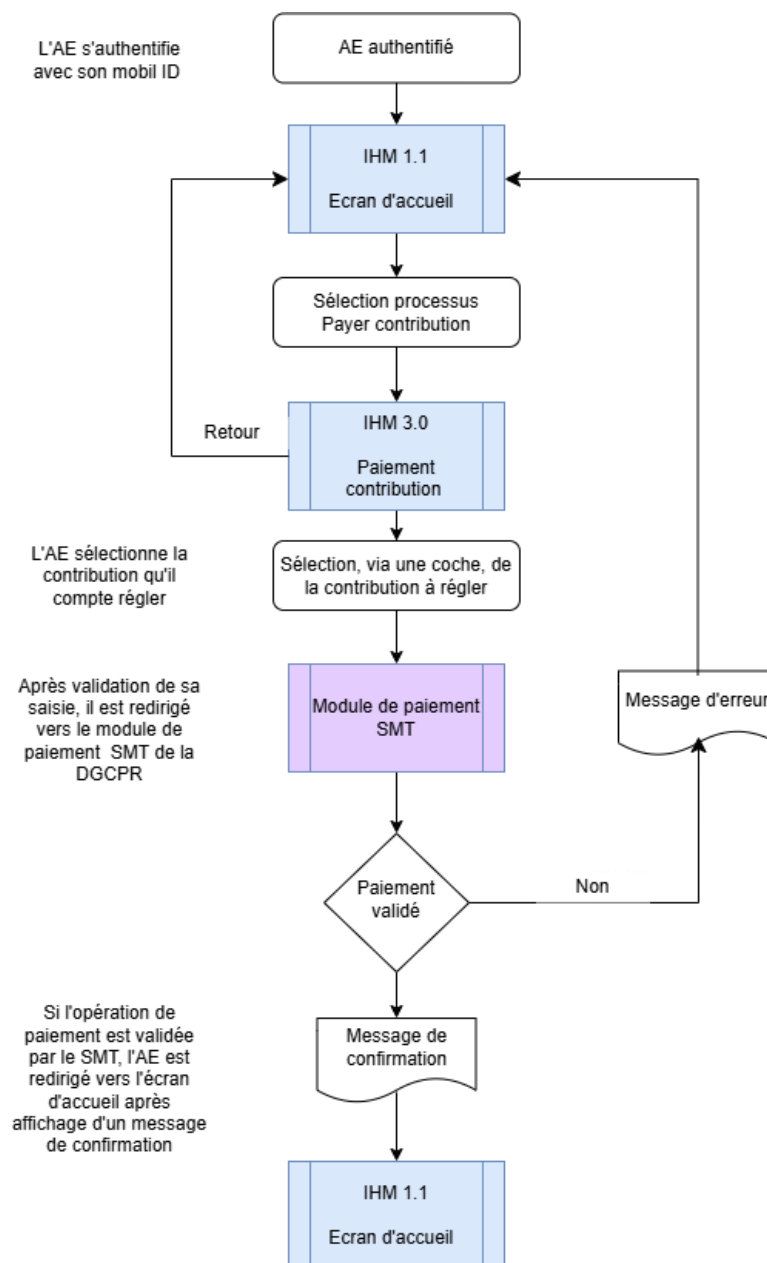 L'AE s'authentifie
avec son mobil ID
AE authentifié
IHM 1.1
Ecran d'accueil
Sélection processus
Payer contribution
Retour
IHM 3.0
Paiement
contribution
L'AE sélectionne la
contribution qu'il
compte régler
Sélection, via une coche, de
la contribution à régler
Après validation de sa
saisie, il est redirigé
vers le module de
paiement SMT de la
DGCPR
Module de paiement
SMT
Message d'erreur
Paiement
validé
Non
Si l'opération de
paiement est validée
par le SMT, l'AE est
redirigé vers l'écran
d'accueil après
affichage d'un message
de confirmation
Message de
confirmation
IHM 1.1
Ecran d'accueil